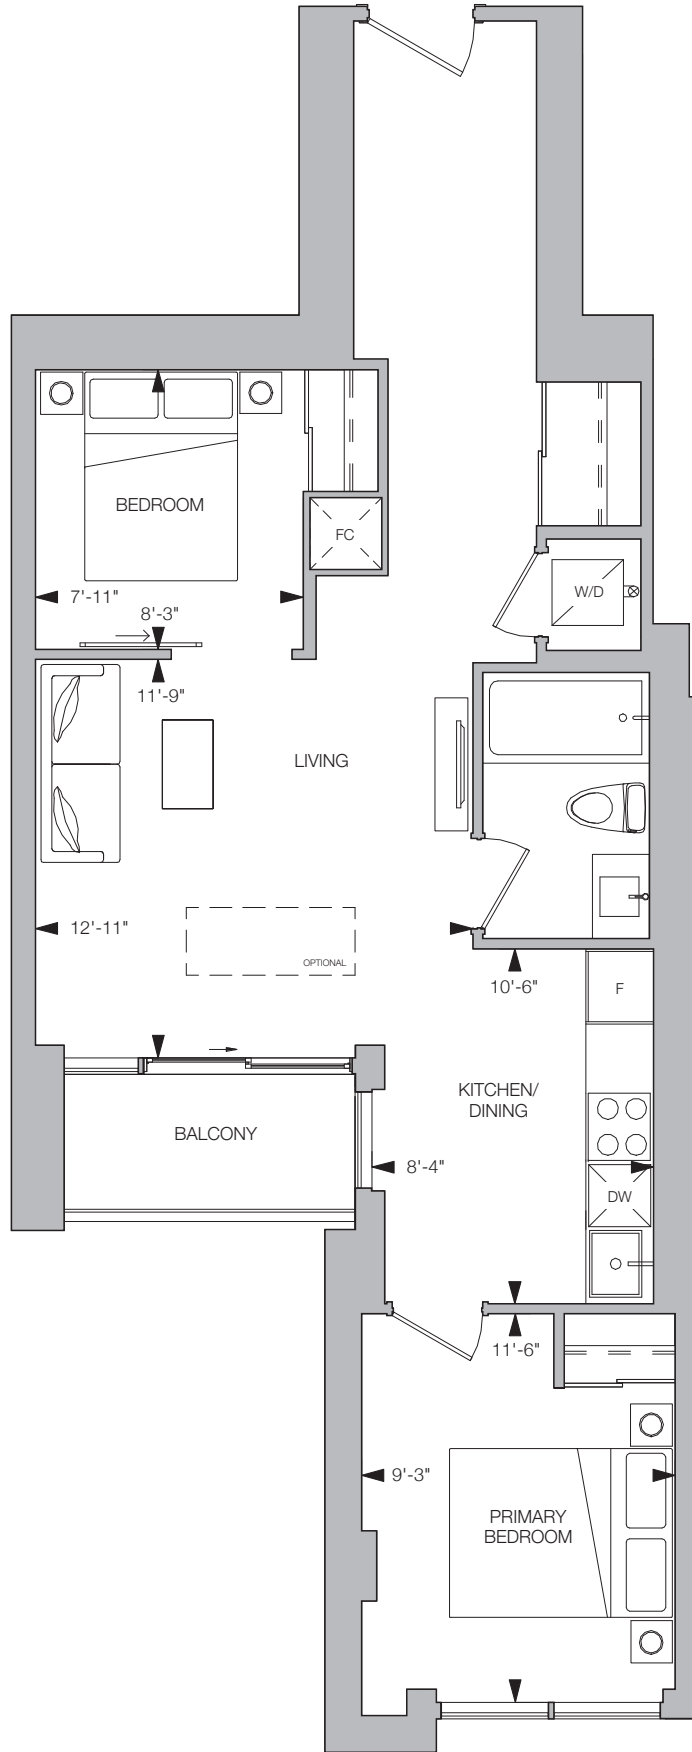 BEDROOM
FC
7'-11"
W/D
8'-3"
11'-9"
LIVING
12'-11"
OPTIONAL
10'-6"
F
KITCHEN/
DINING
BALCONY
8'-4"
DW
11'-6"
9'-3"
PRIMARY
BEDROOM